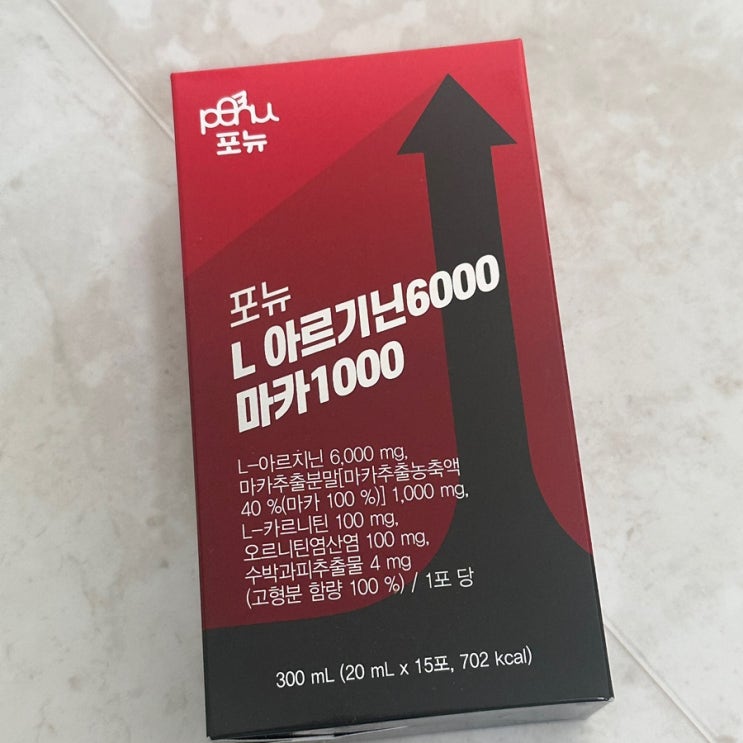 포뉴
포뉴
L 아르기닌6000
마카1000
L-아르지닌 6,000 mg,
마카추출분말[마카추출농축액
40 %(마카 100 %)] 1,000 mg,
L-카르니틴 100 mg,
오르니틴염산염 100 mg,
수박과피추출물 4 mg
(고형분 함량 100 %) / 1포 당
300 mL (20 mL x 15포, 702 kcal)